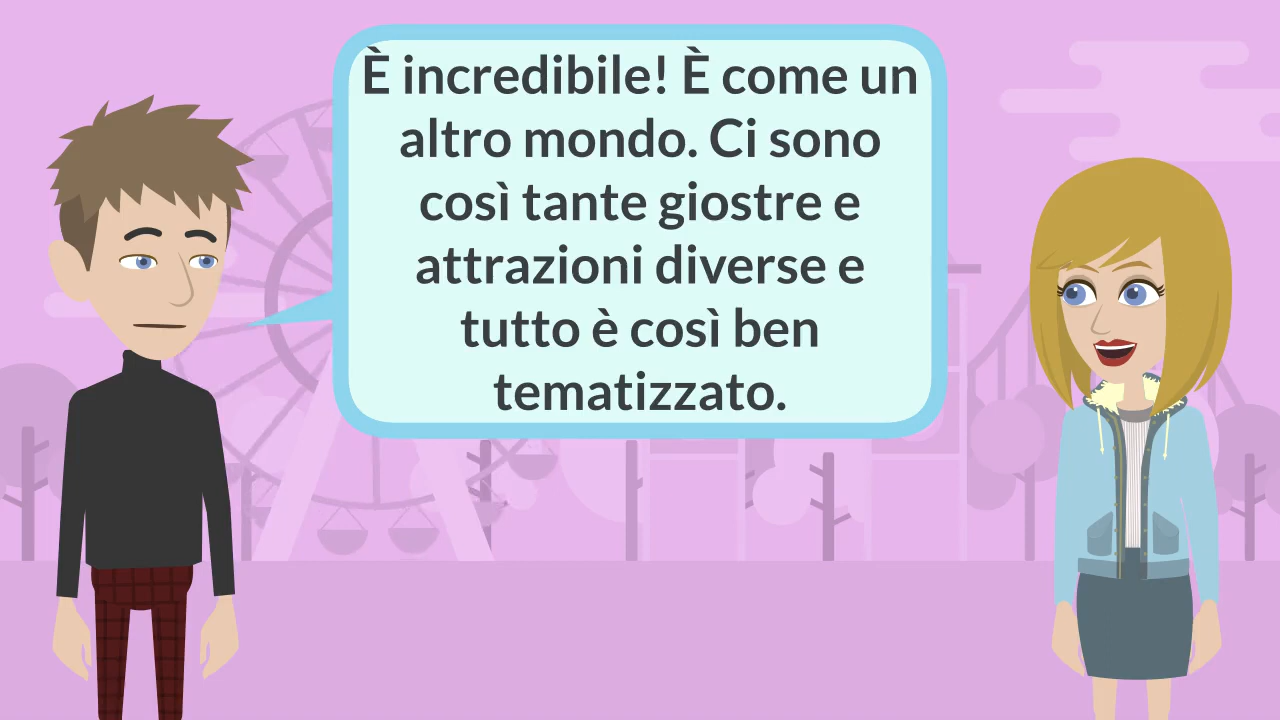 È incredibile! È come un
altro mondo. Ci sono
così tante giostre e
attrazioni diverse e
tutto è così ben
tematizzato.